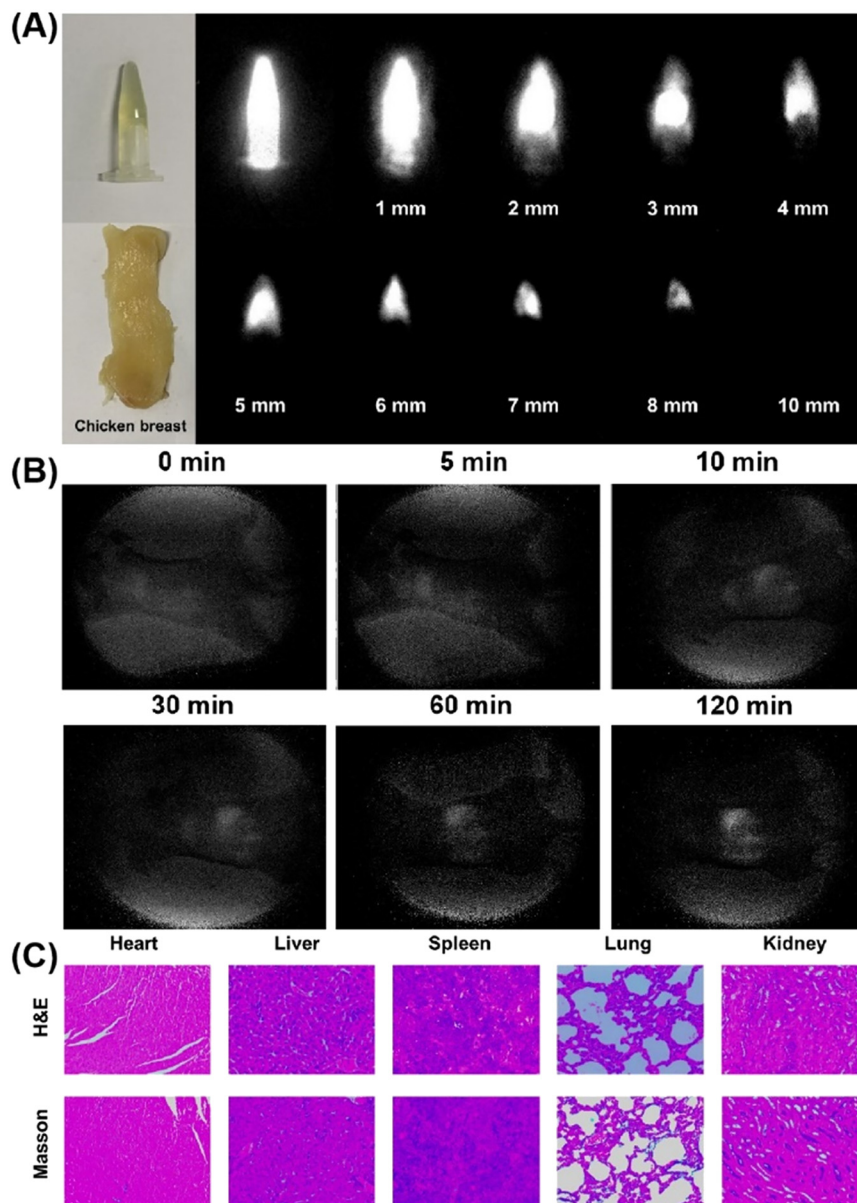 (A)
1 mm 2 mm 3 mm 4 mm
5 mm 6 mm 7 mm 8 mm 10 mm
Chicken breast
(B)
0 min 5 min 10 min
30 min 60 min 120 min
(C)
Heart Liver Spleen Lung Kidney
H&E
Masson